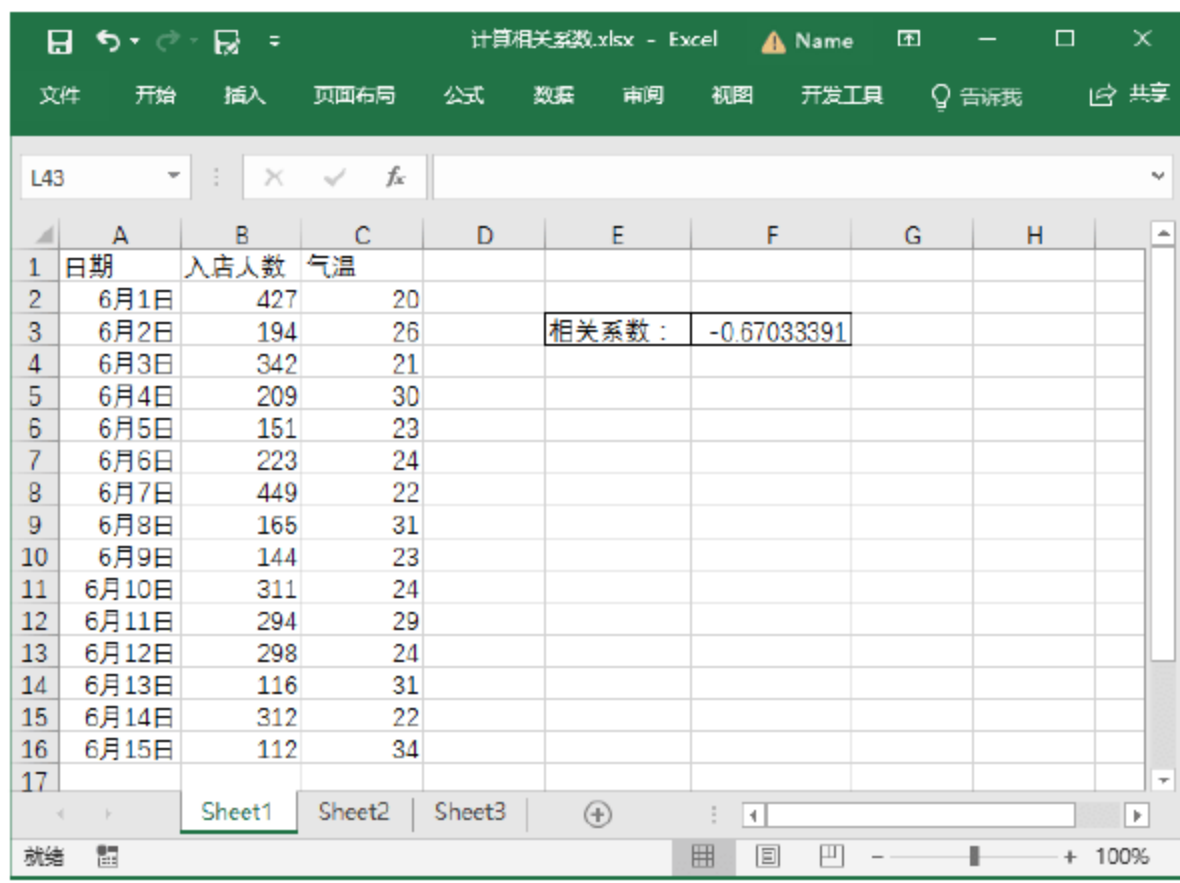 计算相关系数.xlsx - Excel Name
文件 开始 插入 页面布局 公式 数据 审阅 视图 开发工具 告诉我 共享
L43 fx
A B C D E F G H
1 日期 入店人数 气温
2 6月1日 427 20
3 6月2日 194 26 相关系数： -0.67033391
4 6月3日 342 21
5 6月4日 209 30
6 6月5日 151 23
7 6月6日 223 24
8 6月7日 449 22
9 6月8日 165 31
10 6月9日 144 23
11 6月10日 311 24
12 6月11日 294 29
13 6月12日 298 24
14 6月13日 116 31
15 6月14日 312 22
16 6月15日 112 34
17
Sheet1 Sheet2 Sheet3
就绪 100%